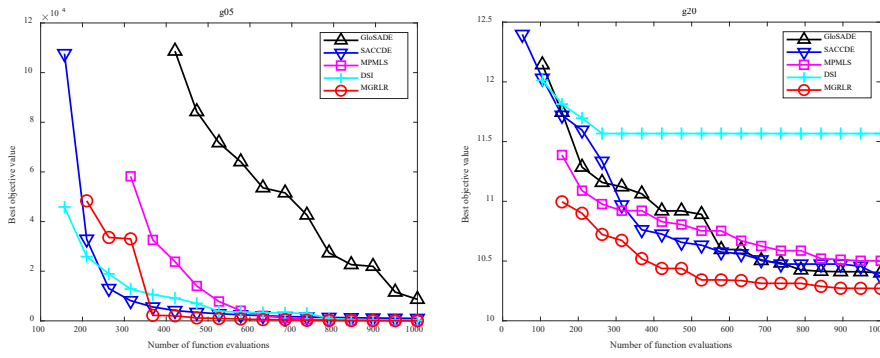 g05
×10⁴
12
10
8
6
4
2
0
Best objective value
GloSADE
SACCDE
MPMLS
DSI
MGRLR
100 200 300 400 500 600 700 800 900 1000
Number of function evaluations
g20
12.5
12
11.5
11
10.5
10
Best objective value
GloSADE
SACCDE
MPMLS
DSI
MGRLR
0 100 200 300 400 500 600 700 800 900 1000
Number of function evaluations